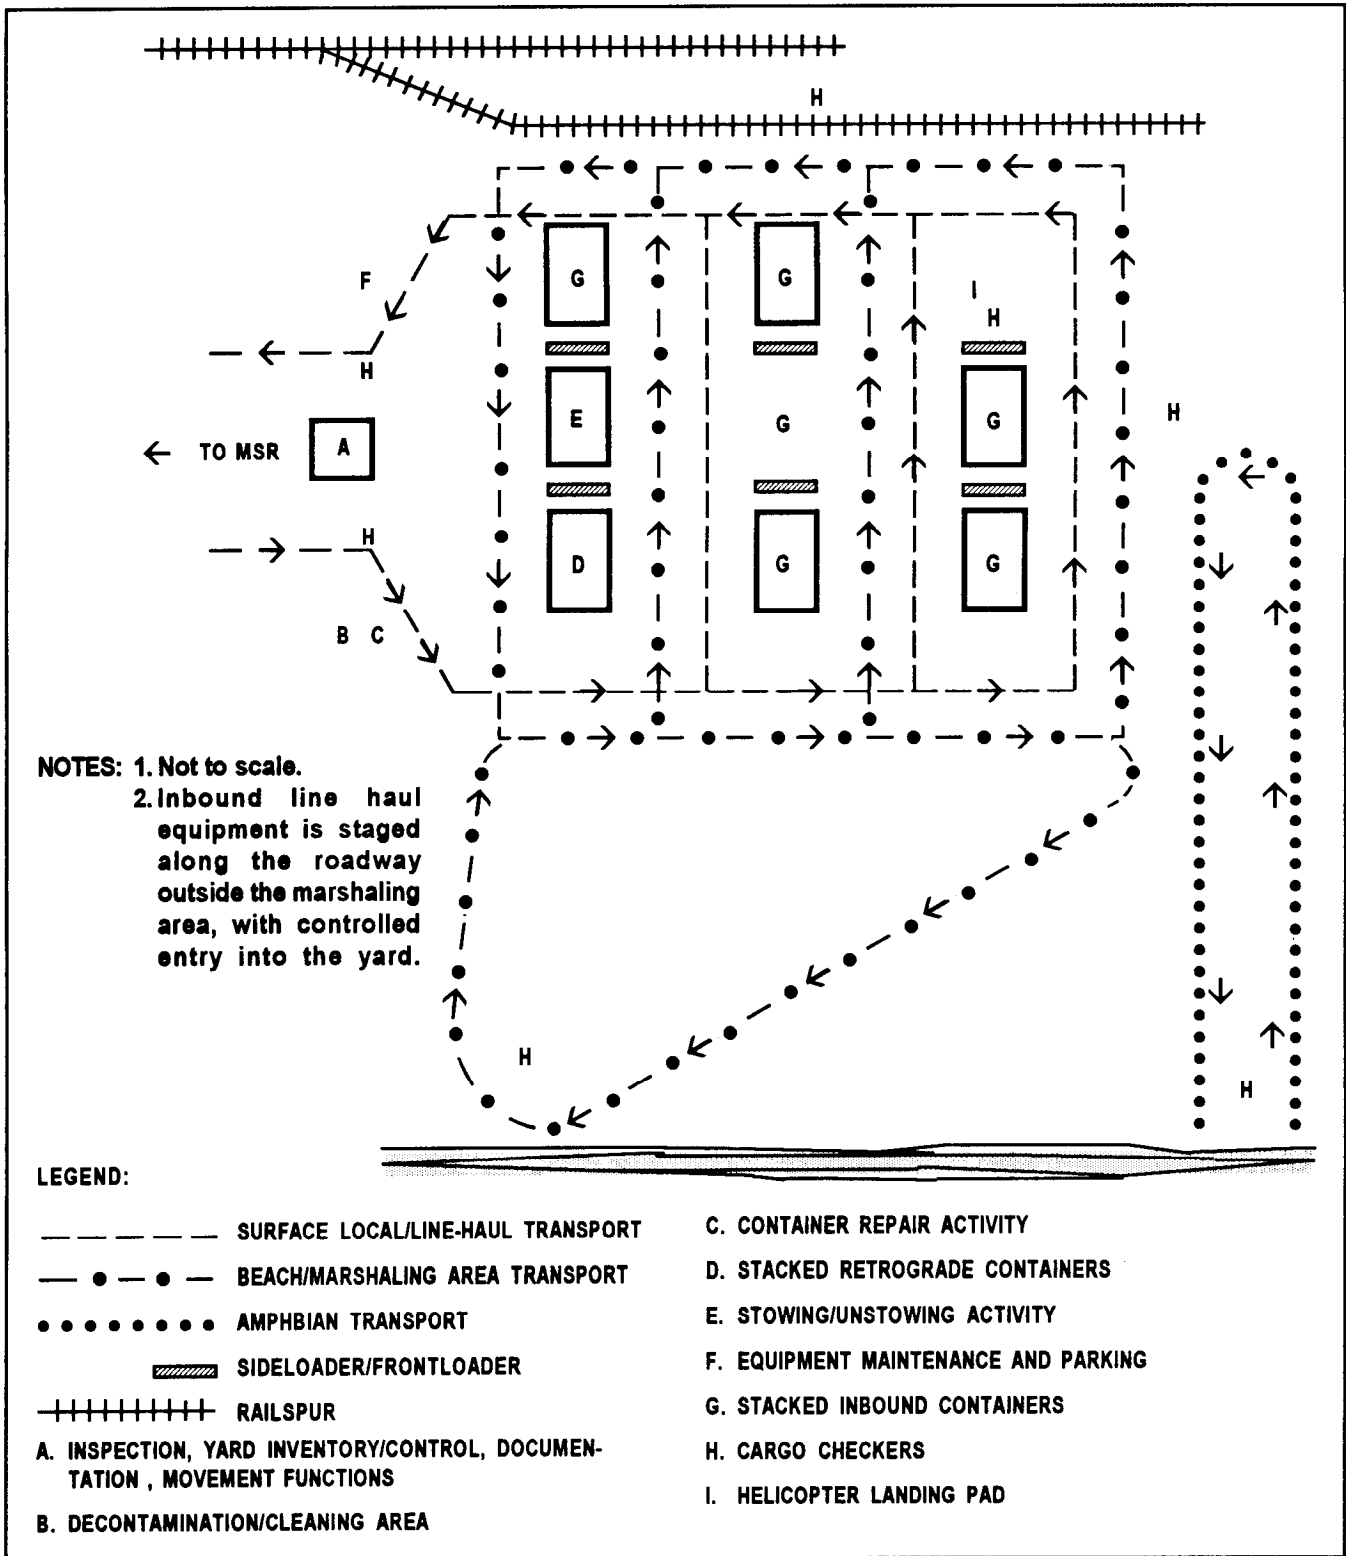 H
F
G
G
I
H
H
H
A
E
G
G
← TO MSR
H
D
G
G
B C
NOTES: 1. Not to scale.
2. Inbound line haul
equipment is staged
along the roadway
outside the marshaling
area, with controlled
entry into the yard.
H
H
LEGEND:
SURFACE LOCAL/LINE-HAUL TRANSPORT
BEACH/MARSHALING AREA TRANSPORT
AMPHBIAN TRANSPORT
SIDELOADER/FRONTLOADER
RAILSPUR
A. INSPECTION, YARD INVENTORY/CONTROL, DOCUMEN-
TATION , MOVEMENT FUNCTIONS
B. DECONTAMINATION/CLEANING AREA
C. CONTAINER REPAIR ACTIVITY
D. STACKED RETROGRADE CONTAINERS
E. STOWING/UNSTOWING ACTIVITY
F. EQUIPMENT MAINTENANCE AND PARKING
G. STACKED INBOUND CONTAINERS
H. CARGO CHECKERS
I. HELICOPTER LANDING PAD